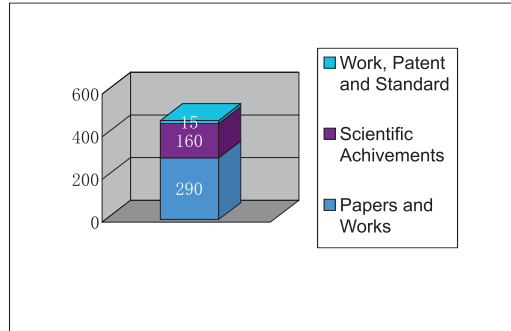 600
400
200
0
15
160
290
Work, Patent
and Standard
Scientific
Achivements
Papers and
Works